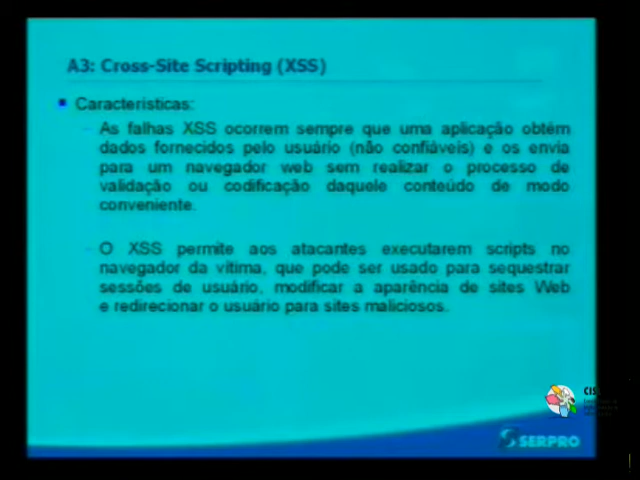 A3: Cross-Site Scripting (XSS)
Características:
As falhas XSS ocorrem sempre que uma aplicação obtém
dados fornecidos pelo usuário (não confiáveis) e os envia
para um navegador web sem realizar o processo de
validação ou codificação daquele conteúdo de modo
conveniente.
O XSS permite aos atacantes executarem scripts no
navegador da vítima, que pode ser usado para sequestrar
sessões de usuário, modificar a aparência de sites Web
e redirecionar o usuário para sites maliciosos.
SERPRO